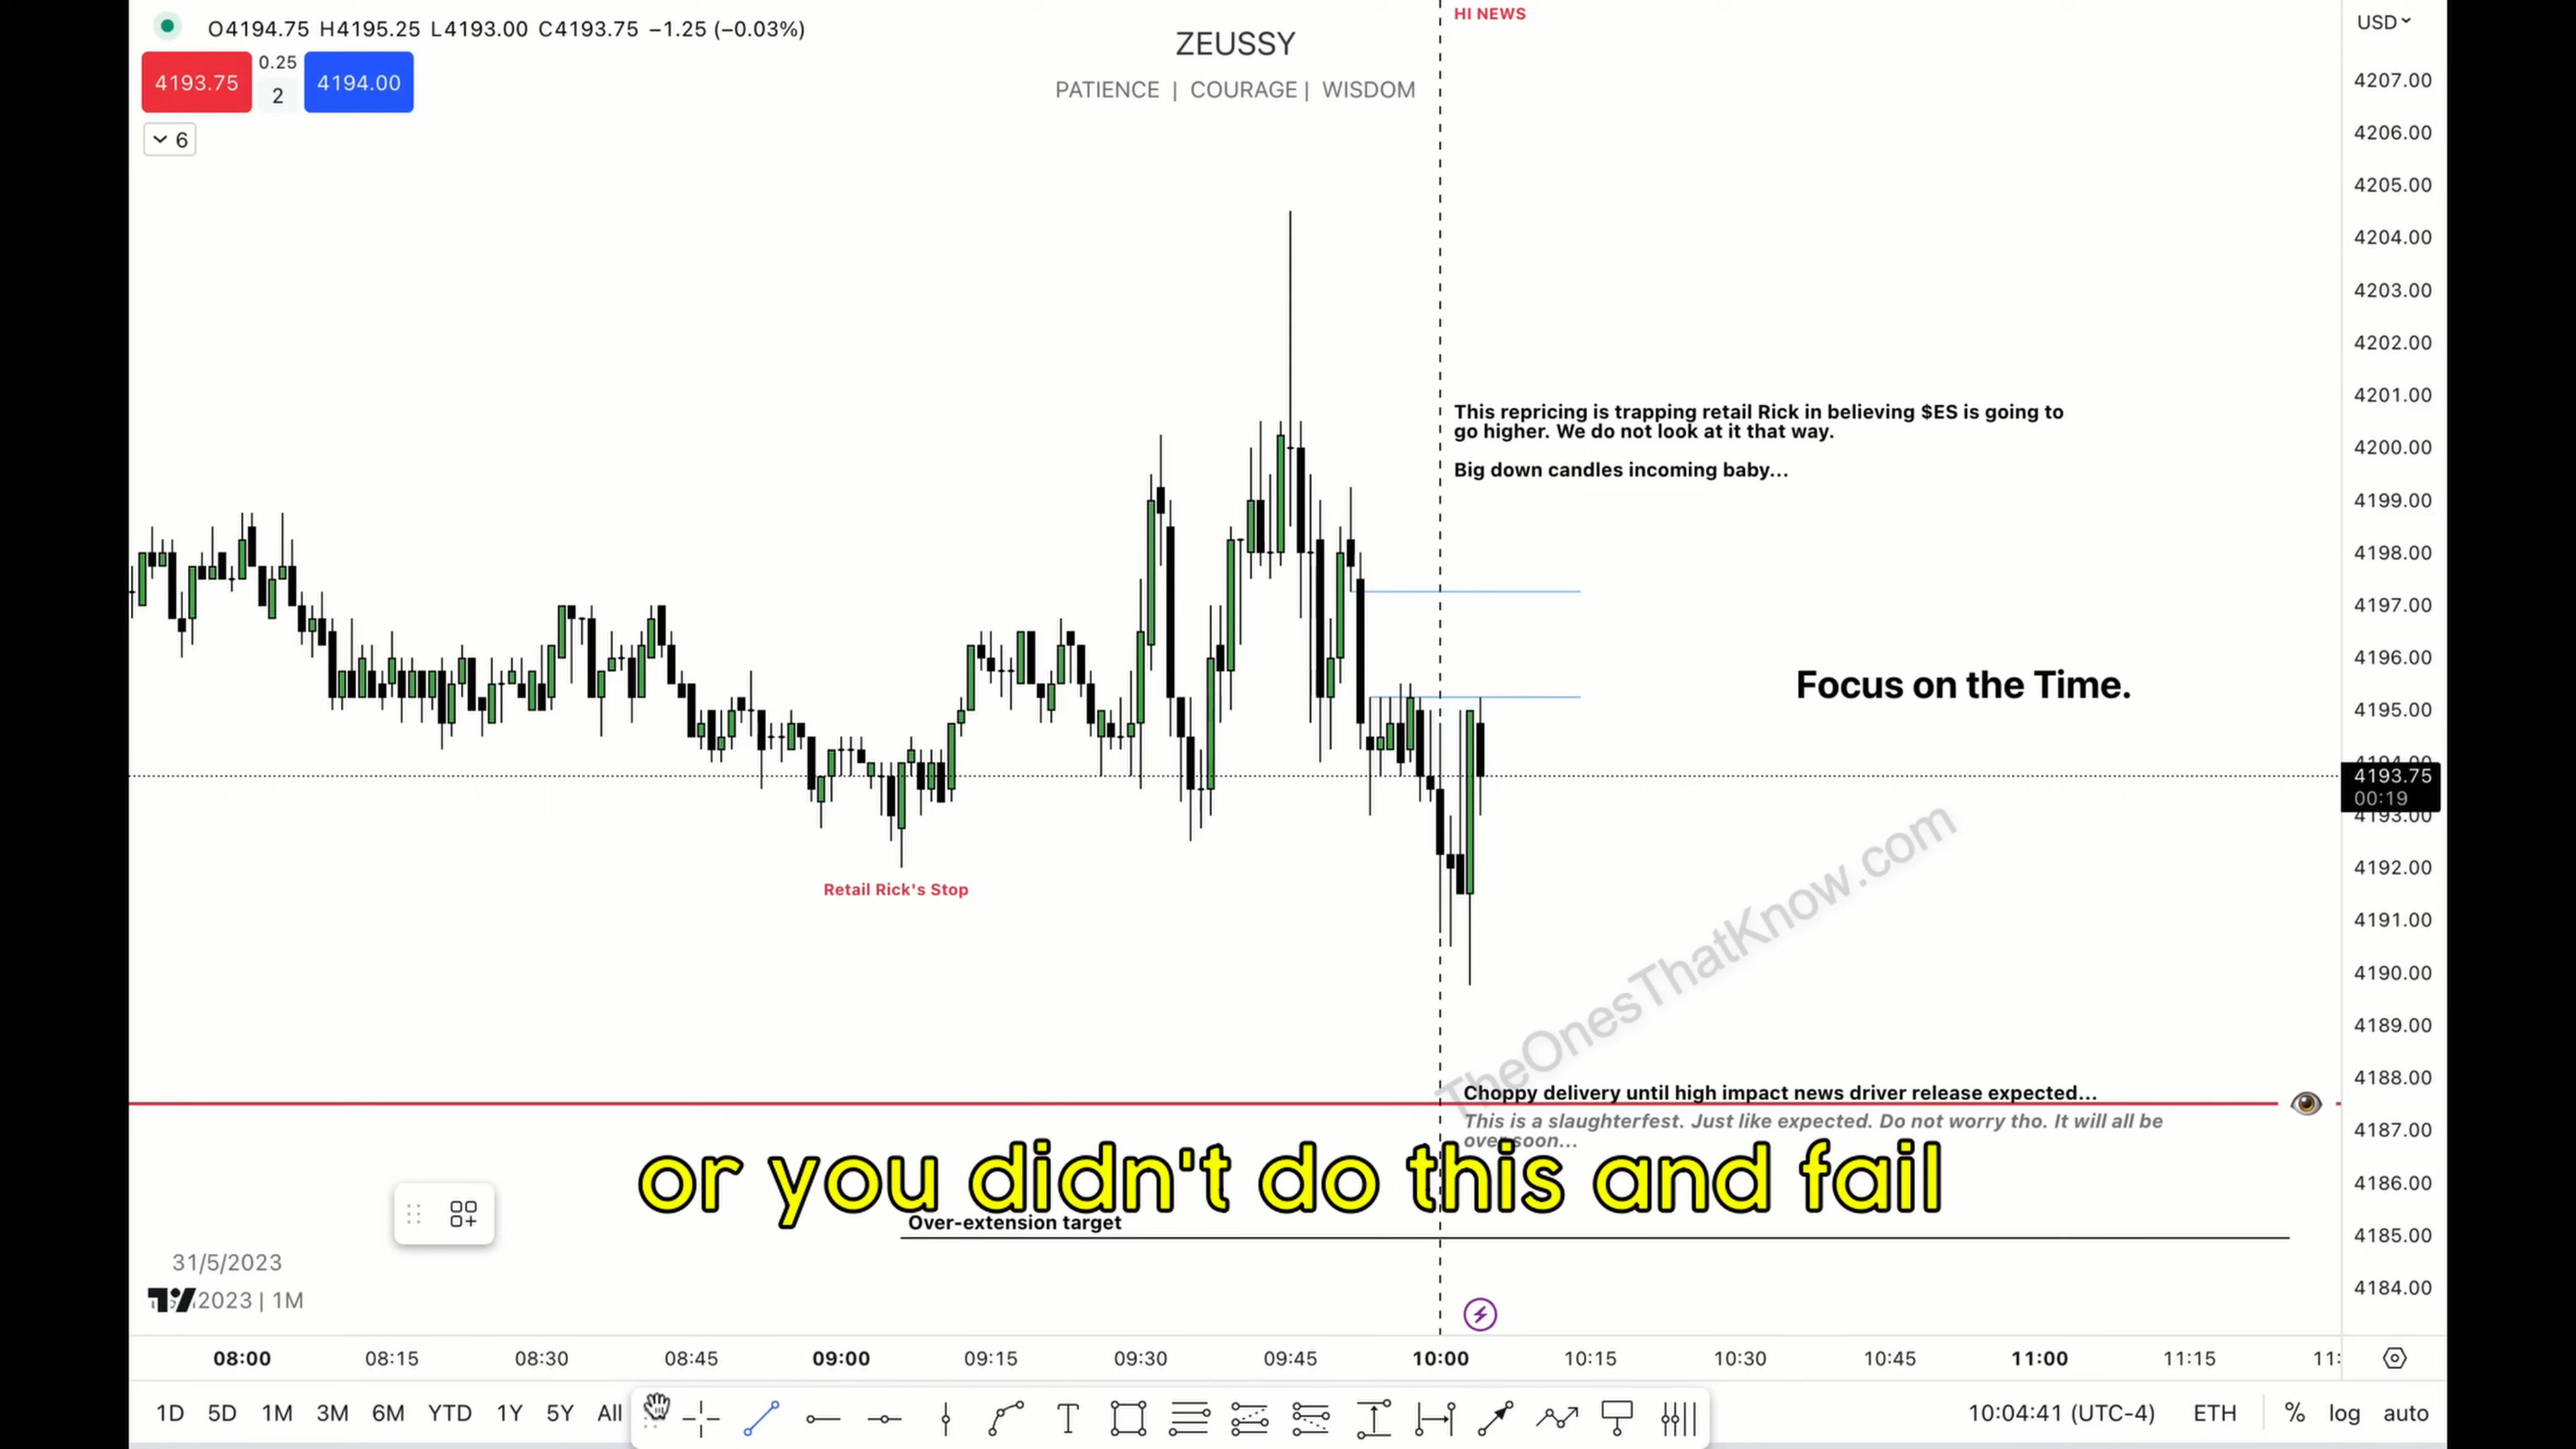 HI NEWS
O4194.75 H4195.25 L4193.00 C4193.75 −1.25 (−0.03%)
USD
ZEUSSY
4193.75 0.25 2 4194.00
PATIENCE | COURAGE | WISDOM
6
4207.00
4206.00
4205.00
4204.00
4203.00
4202.00
4201.00
This repricing is trapping retail Rick in believing $ES is going to
go higher. We do not look at it that way.
4200.00
Big down candles incoming baby...
4199.00
4198.00
4197.00
4196.00
Focus on the Time.
4195.00
4194.00
4193.75
00:19
4193.00
4192.00
Retail Rick's Stop
4191.00
TheOnesThatKnow.com
4190.00
4189.00
4188.00
Choppy delivery until high impact news driver release expected...
This is a slaughterfest. Just like expected. Do not worry tho. It will all be
over soon...
4187.00
or you didn't do this and fail
4186.00
Over-extension target
4185.00
31/5/2023
4184.00
2023 | 1M
08:00 08:15 08:30 08:45 09:00 09:15 09:30 09:45 10:00 10:15 10:30 10:45 11:00 11:15 11:
1D 5D 1M 3M 6M YTD 1Y 5Y All 10:04:41 (UTC-4) ETH % log auto